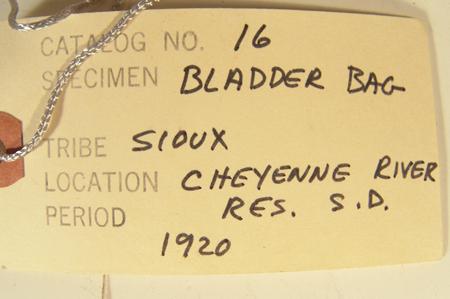 CATALOG NO. 16
SPECIMEN BLADDER BAG
TRIBE SIOUX
LOCATION CHEYENNE RIVER
PERIOD RES. S.D.
1920